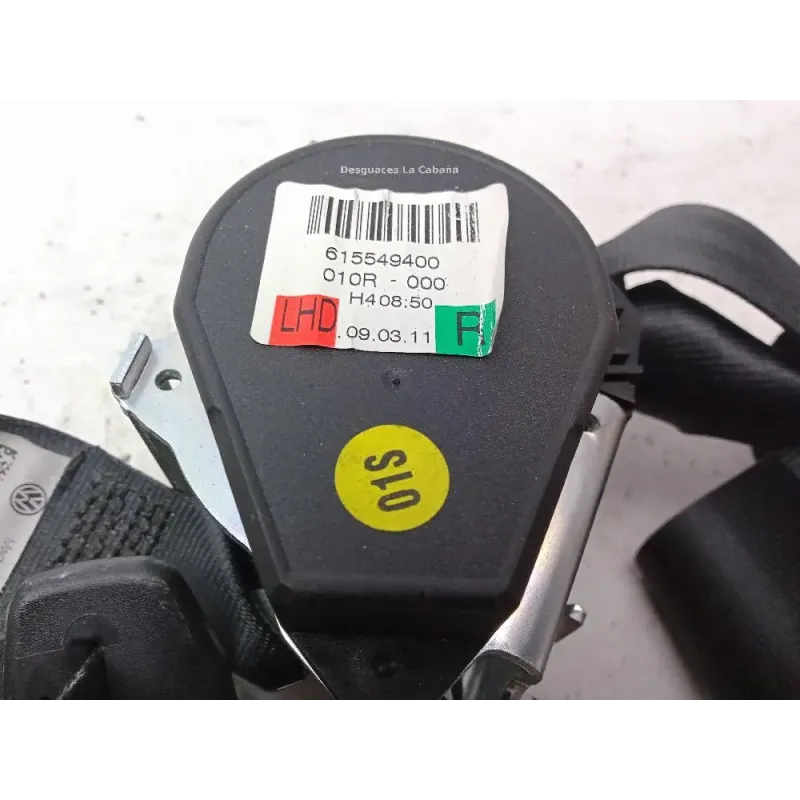 Desguaces La Cabaña
615549400
010R - 000
H408:50
LHD .09.03.11 R
01S